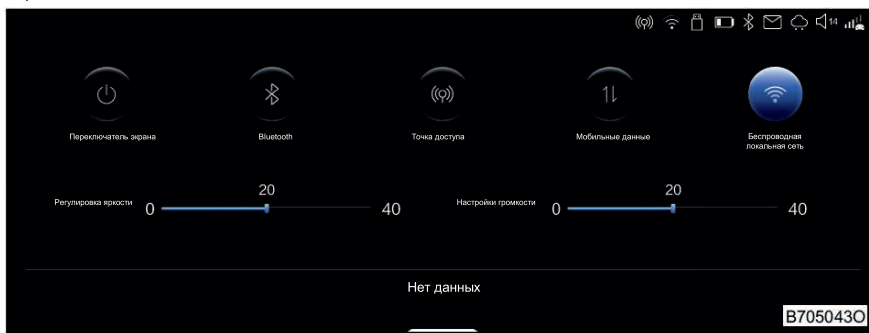 14
Переключатель экрана
Bluetooth
Точка доступа
Мобильные данные
Беспроводная
локальная сеть
Регулировка яркости
0
20
40
Настройки громкости
0
20
40
Нет данных
B705043O